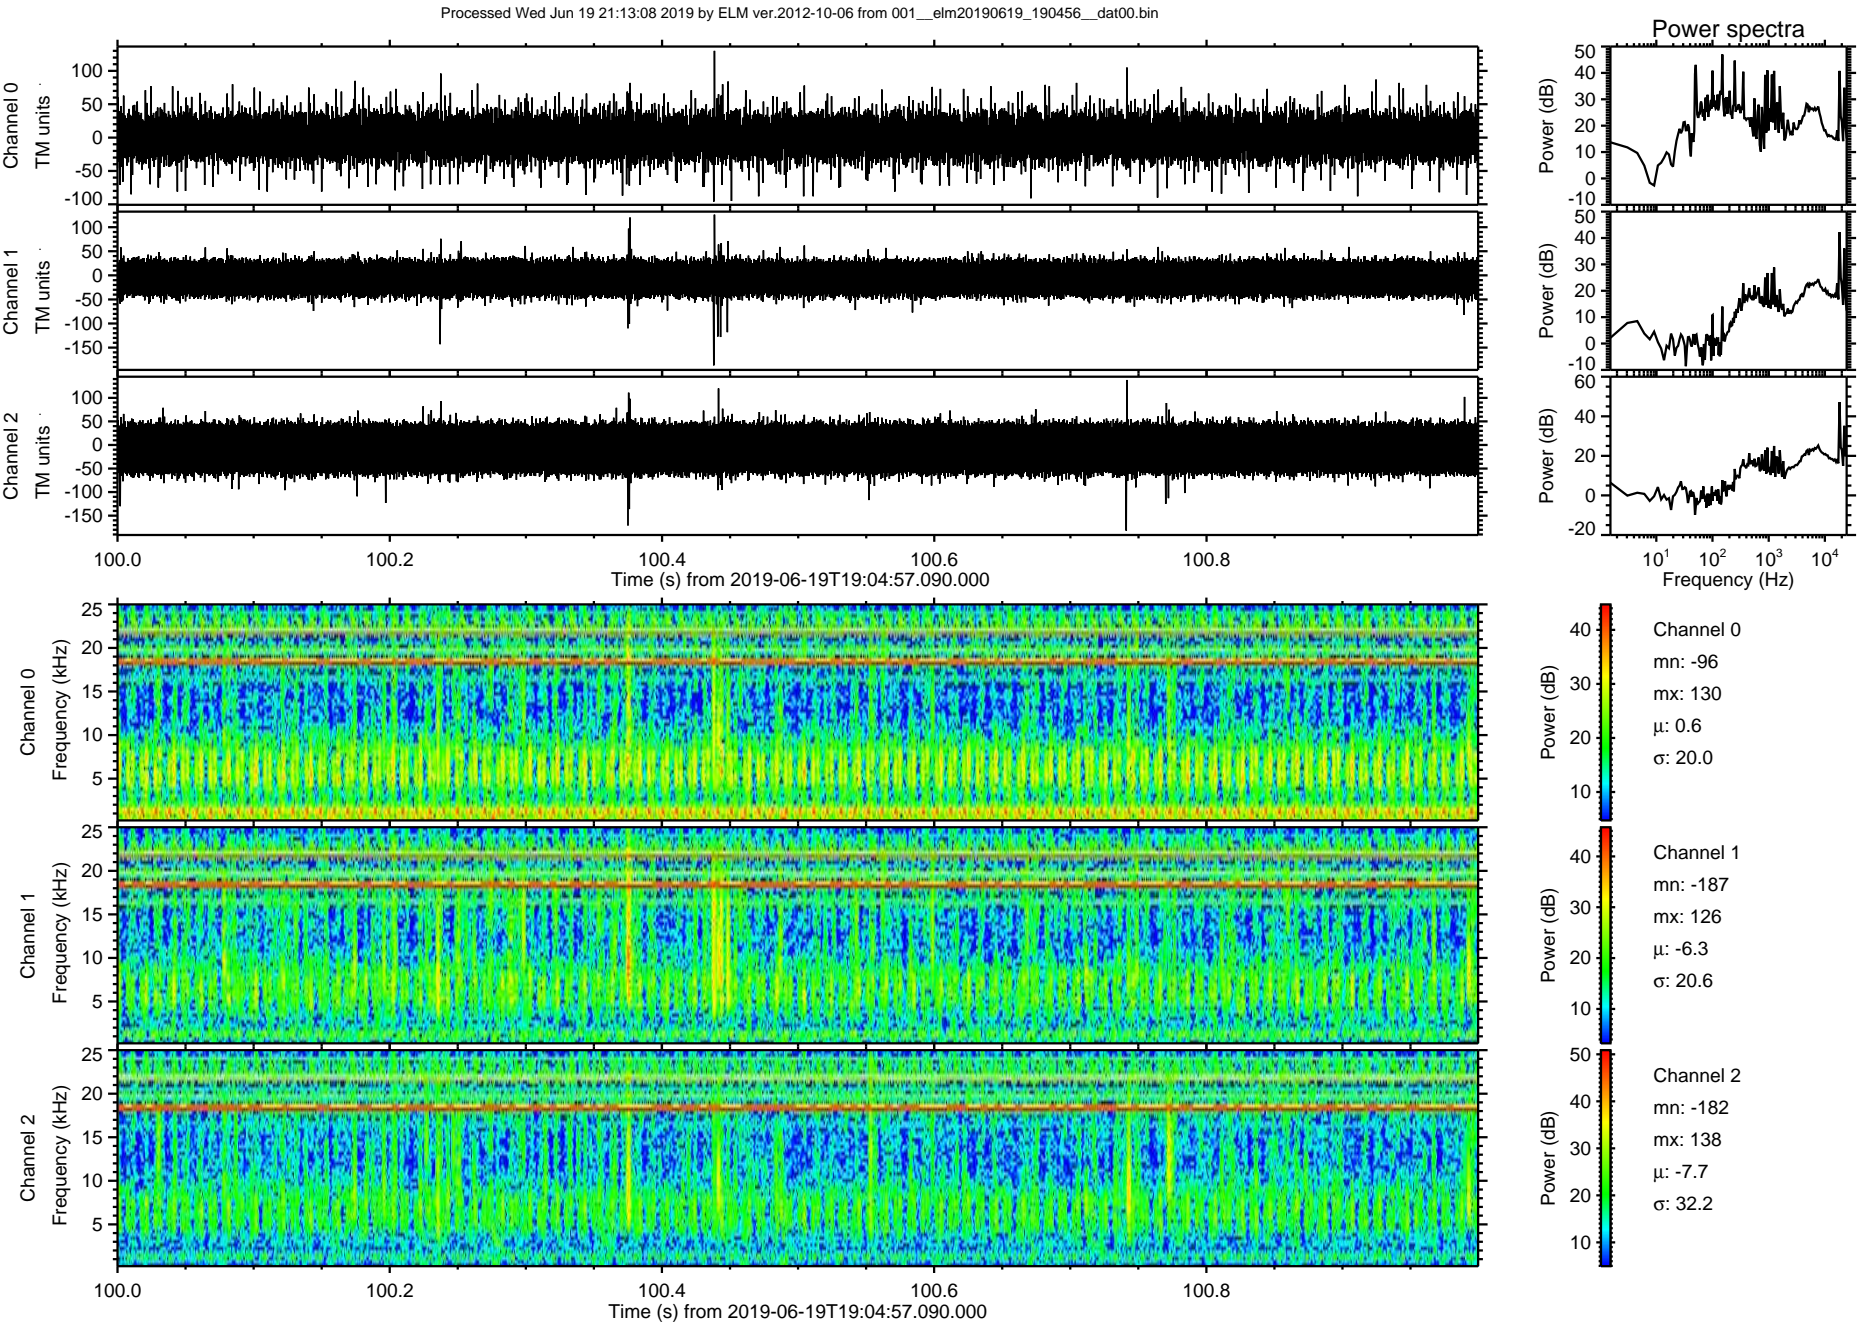 Processed Wed Jun 19 21:13:08 2019 by ELM ver.2012-10-06 from 001__elm20190619_190456__dat00.bin
Power spectra
Channel 0
TM units
100
50
0
-50
-100
Power (dB)
50
40
30
20
10
0
-10
Channel 1
TM units
100
50
0
-50
-100
-150
Power (dB)
50
40
30
20
10
0
-10
Channel 2
TM units
100
50
0
-50
-100
-150
Power (dB)
60
40
20
0
-20
100.0 100.2 100.4 100.6 100.8
Time (s) from 2019-06-19T19:04:57.090.000
10^1 10^2 10^3 10^4
Frequency (Hz)
Channel 0
Frequency (kHz)
25
20
15
10
5
Power (dB)
40
30
20
10
Channel 0
mn: -96
mx: 130
μ: 0.6
σ: 20.0
Channel 1
Frequency (kHz)
25
20
15
10
5
Power (dB)
40
30
20
10
Channel 1
mn: -187
mx: 126
μ: -6.3
σ: 20.6
Channel 2
Frequency (kHz)
25
20
15
10
5
Power (dB)
50
40
30
20
10
Channel 2
mn: -182
mx: 138
μ: -7.7
σ: 32.2
100.0 100.2 100.4 100.6 100.8
Time (s) from 2019-06-19T19:04:57.090.000